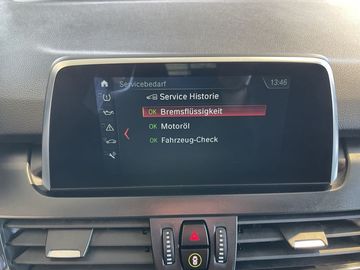 Servicebedarf
13:46
Service Historie
OK Bremsflüssigkeit
OK Motoröl
OK Fahrzeug-Check